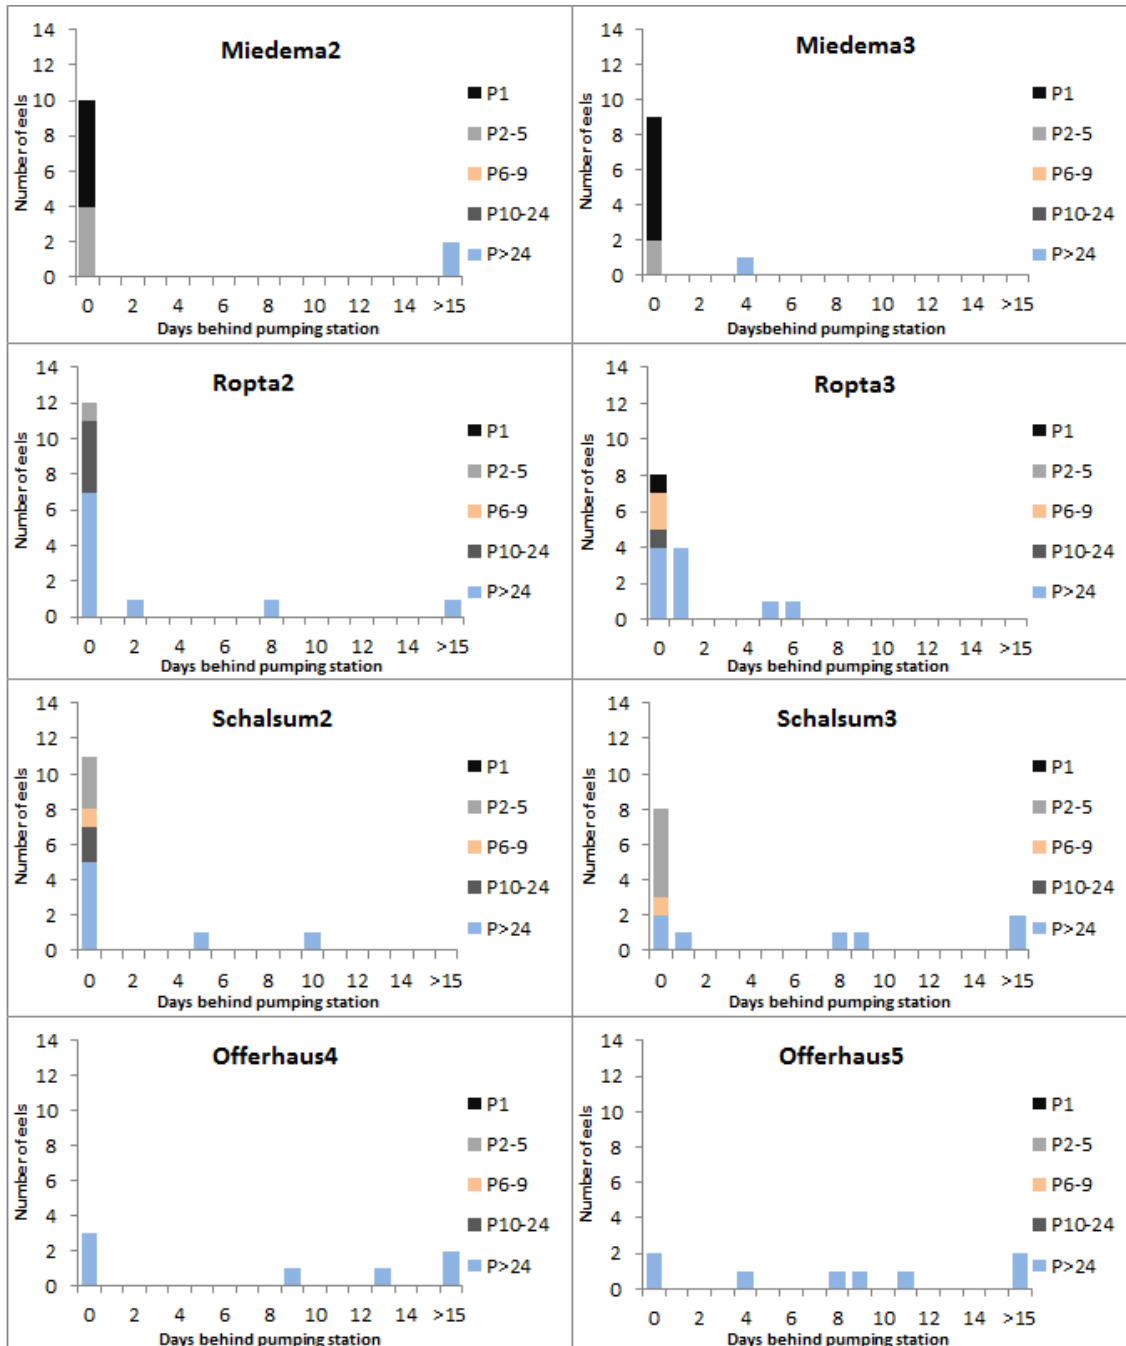 Miedema2
14
12
10
8
6
4
2
0
Number of eels
P1
P2-5
P6-9
P10-24
P>24
0 2 4 6 8 10 12 14 >15
Days behind pumping station
Miedema3
14
12
10
8
6
4
2
0
Number of eels
P1
P2-5
P6-9
P10-24
P>24
0 2 4 6 8 10 12 14 >15
Daysbehind pumping station
Ropta2
14
12
10
8
6
4
2
0
Number of eels
P1
P2-5
P6-9
P10-24
P>24
0 2 4 6 8 10 12 14 >15
Days behind pumping station
Ropta3
14
12
10
8
6
4
2
0
Number of eels
P1
P2-5
P6-9
P10-24
P>24
0 2 4 6 8 10 12 14 >15
Days behind pumping station
Schalsum2
14
12
10
8
6
4
2
0
Number of eels
P1
P2-5
P6-9
P10-24
P>24
0 2 4 6 8 10 12 14 >15
Days behind pumping station
Schalsum3
14
12
10
8
6
4
2
0
Number of eels
P1
P2-5
P6-9
P10-24
P>24
0 2 4 6 8 10 12 14 >15
Days behind pumping station
Offerhaus4
14
12
10
8
6
4
2
0
Number of eels
P1
P2-5
P6-9
P10-24
P>24
0 2 4 6 8 10 12 14 >15
Days behind pumping station
Offerhaus5
14
12
10
8
6
4
2
0
Number of eels
P1
P2-5
P6-9
P10-24
P>24
0 2 4 6 8 10 12 14 >15
Days behind pumping station